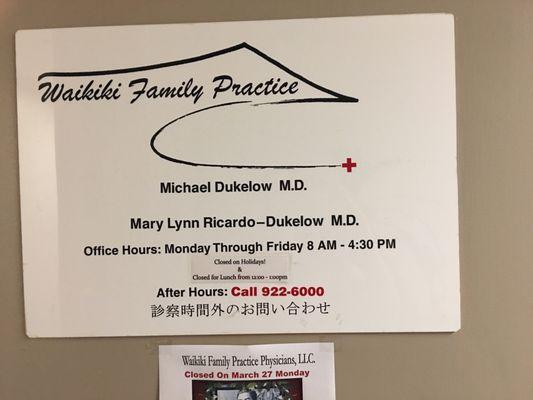 Waikiki Family Practice
Michael Dukelow M.D.
Mary Lynn Ricardo-Dukelow M.D.
Office Hours: Monday Through Friday 8 AM - 4:30 PM
Closed on Holidays!
&
Closed for Lunch from 12:00 - 1:00pm
After Hours: Call 922-6000
診察時間外のお問い合わせ
Waikiki Family Practice Physicians, LLC.
Closed On March 27 Monday